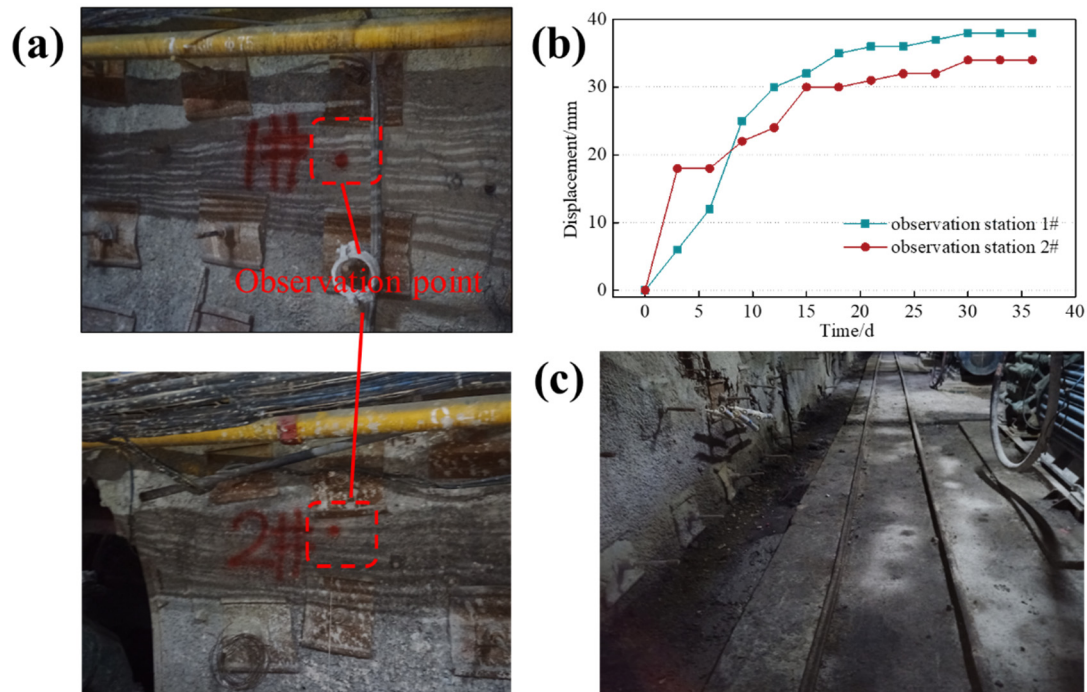 (a)
1#
Observation point
2#
(b)
Displacement/mm
40
30
20
10
0
observation station 1#
observation station 2#
0 5 10 15 20 25 30 35 40
Time/d
(c)